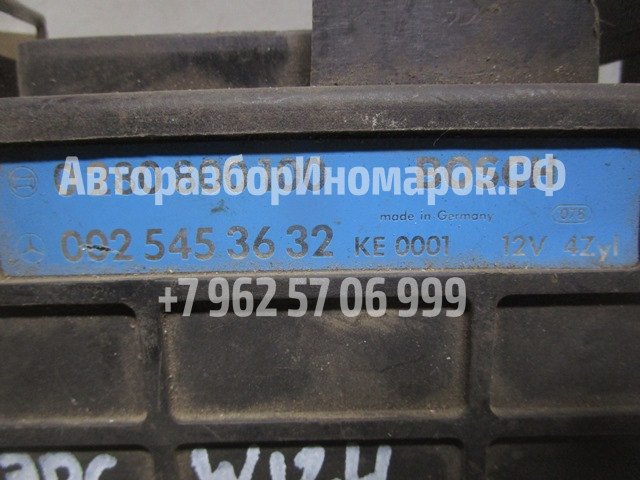 АвторазборИномарок.РФ
BOSCH
made in Germany 078
002 545 36 32 KE 0001 12V 4Zyl
+7 962 57 06 999